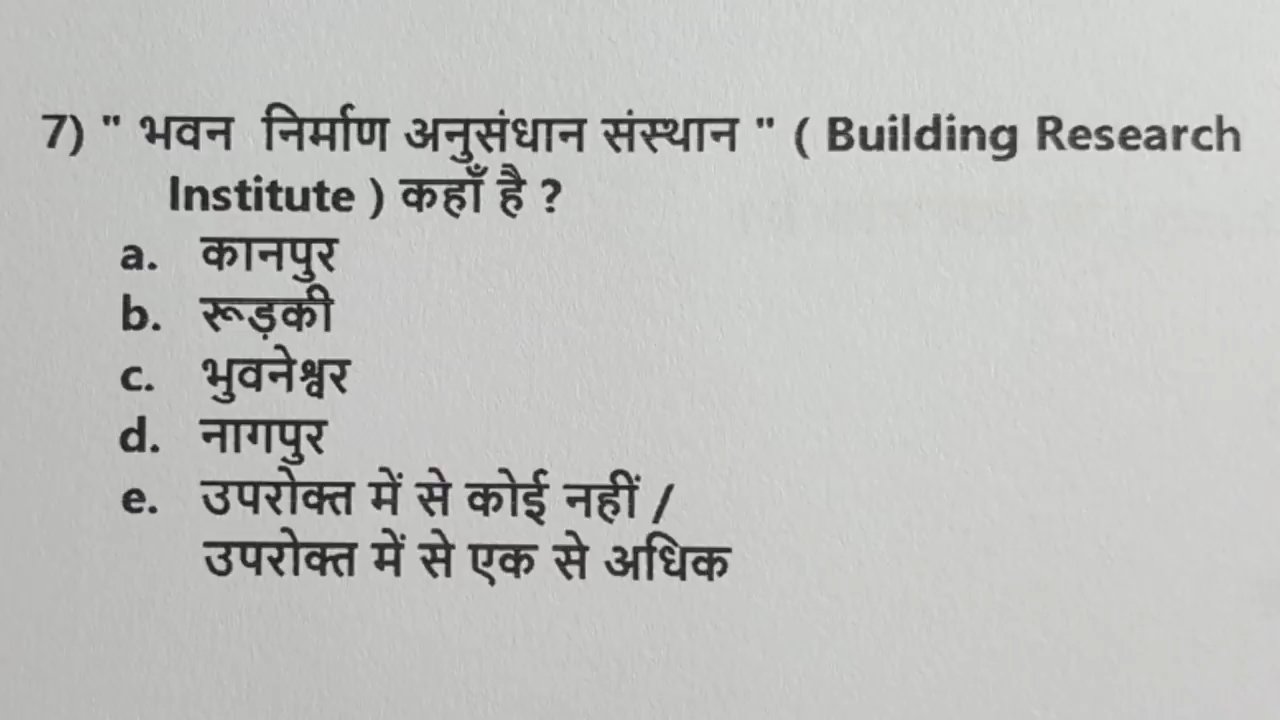 7) " भवन निर्माण अनुसंधान संस्थान " ( Building Research
Institute ) कहाँ है ?
a. कानपुर
b. रूड़की
c. भुवनेश्वर
d. नागपुर
e. उपरोक्त में से कोई नहीं /
उपरोक्त में से एक से अधिक